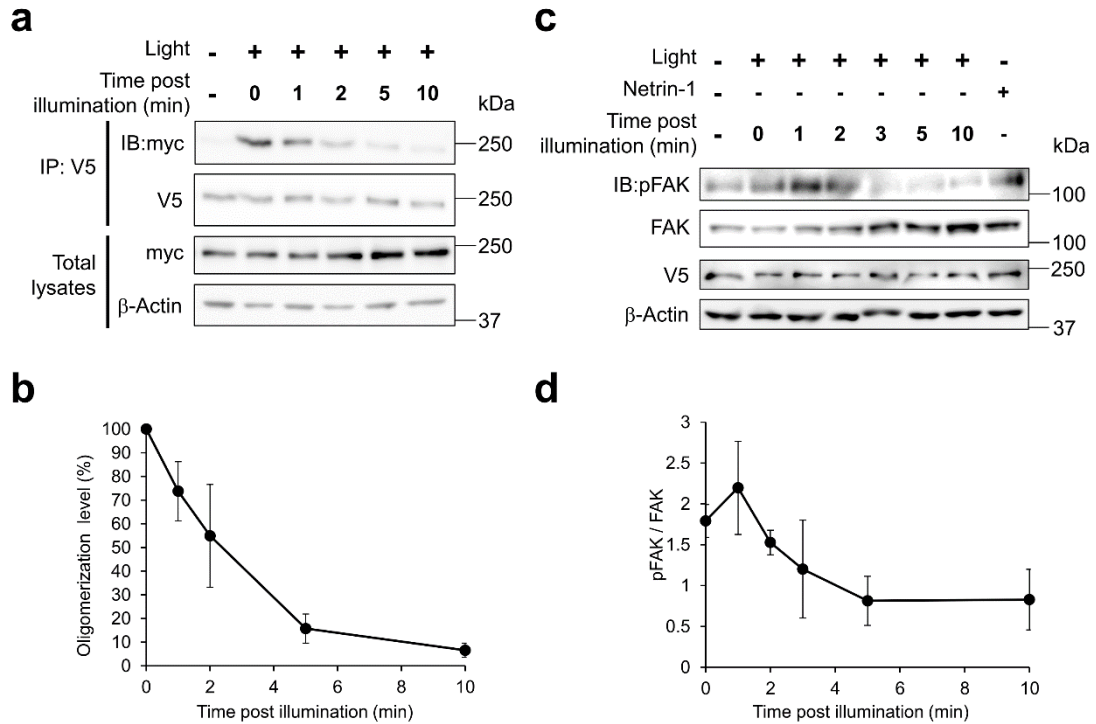 a
Light - + + + + +
Time post
illumination (min) - 0 1 2 5 10
kDa
IP: V5
IB:myc
250
V5
250
Total
lysates
myc
250
β-Actin
37
b
Oligomerization level (%)
100
90
80
70
60
50
40
30
20
10
0
0 2 4 6 8 10
Time post illumination (min)
c
Light - + + + + + + -
Netrin-1 - - - - - - - +
Time post
illumination (min) - 0 1 2 3 5 10 -
kDa
IB:pFAK
100
FAK
100
V5
250
β-Actin
37
d
pFAK / FAK
3
2.5
2
1.5
1
0.5
0
0 2 4 6 8 10
Time post illumination (min)